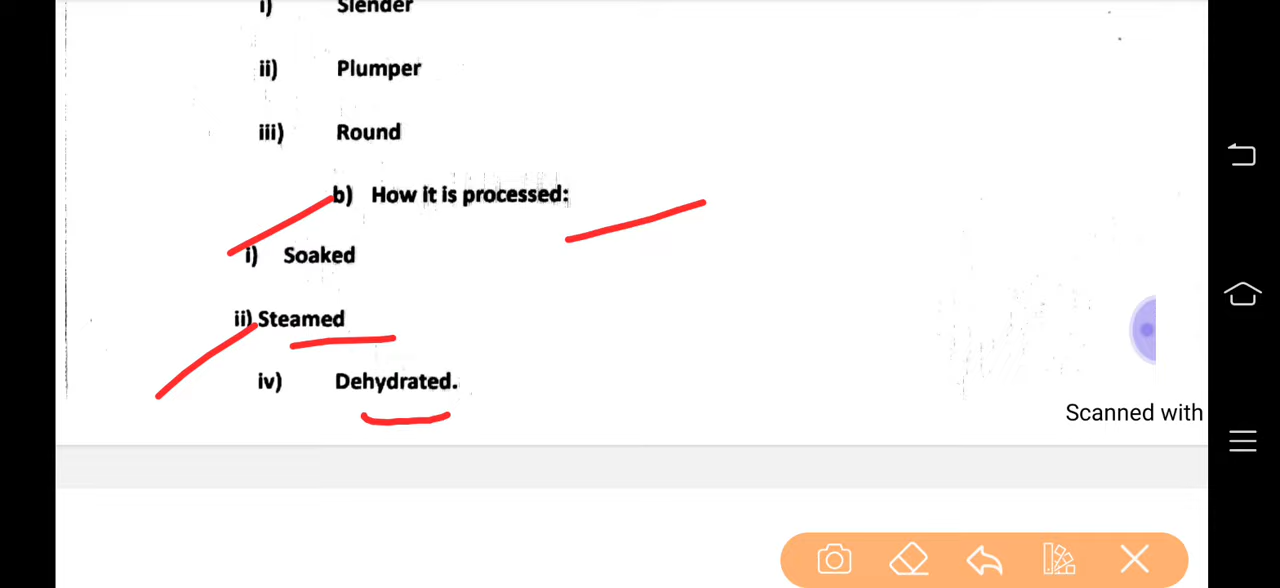 i) Slender
ii) Plumper
iii) Round
b) How it is processed:
i) Soaked
ii) Steamed
iv) Dehydrated.
Scanned with